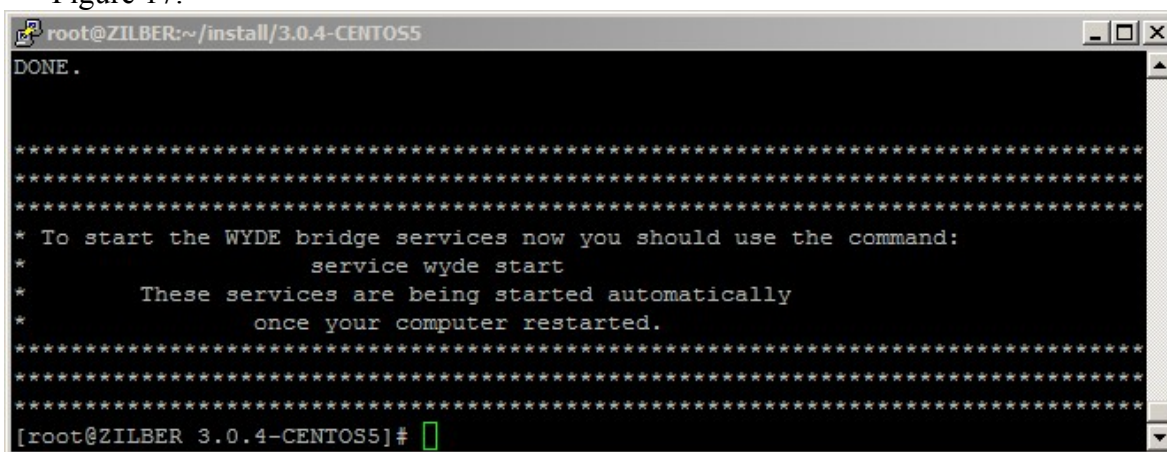 Figure 17.
root@ZILBER:~/install/3.0.4-CENTOS5
DONE.
********************************************************************************
********************************************************************************
********************************************************************************
* To start the WYDE bridge services now you should use the command:
*                    service wyde start
*        These services are being started automatically
*                once your computer restarted.
********************************************************************************
********************************************************************************
********************************************************************************
[root@ZILBER 3.0.4-CENTOS5]#